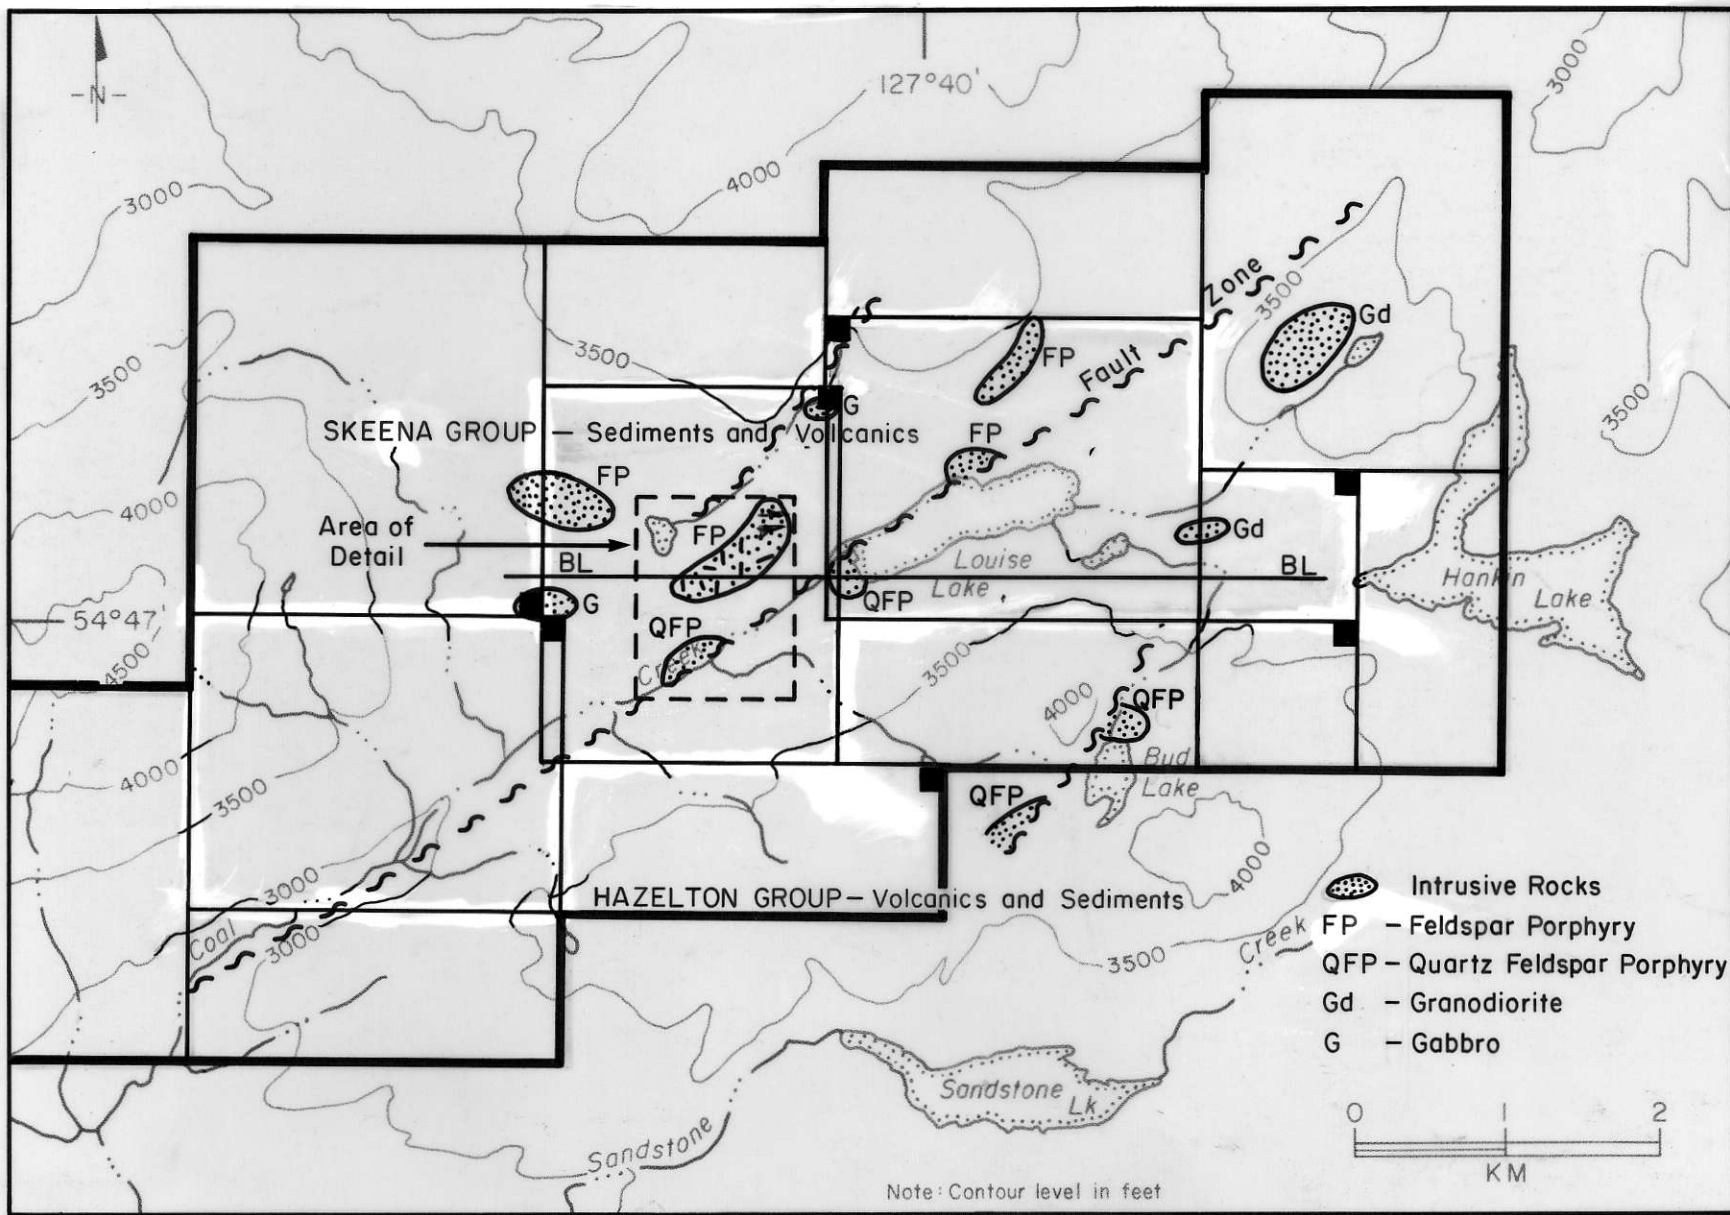 127°40'
-N-
3000
3000
4000
3500
Zone
3500
Gd
Fault
FP
3500
3500
G
SKEENA GROUP — Sediments and Volcanics
FP
FP
4000
Area of
Detail
FP
BL
Louise
Lake
Gd
BL
Hankin
Lake
54°47'
G
QFP
QFP
Creek
4500
3500
4000
QFP
Bud
Lake
4000
3500
QFP
4000
3000
HAZELTON GROUP — Volcanics and Sediments
Coal
3000
3500
Creek
Intrusive Rocks
FP – Feldspar Porphyry
QFP – Quartz Feldspar Porphyry
Gd – Granodiorite
G – Gabbro
Sandstone
Lk
Sandstone
0 1 2
KM
Note: Contour level in feet